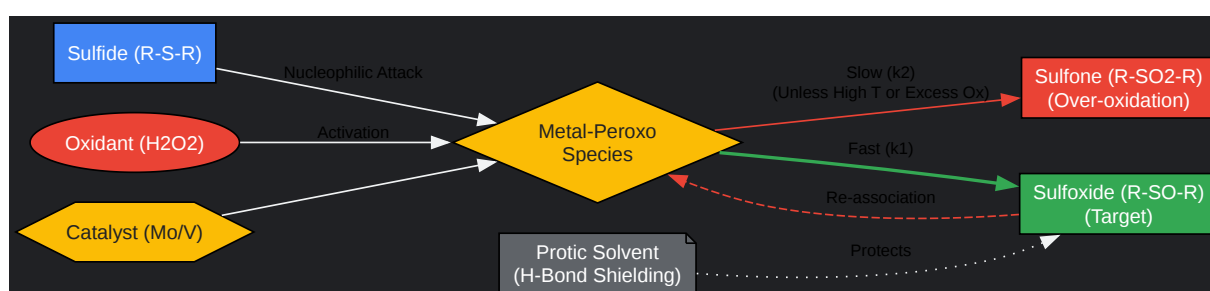 Sulfide (R-S-R)
Nucleophilic Attack
Oxidant (H2O2)
Activation
Catalyst (Mo/V)
Metal-Peroxo
Species
Slow (k2)
(Unless High T or Excess Ox)
Sulfone (R-SO2-R)
(Over-oxidation)
Fast (k1)
Sulfoxide (R-SO-R)
(Target)
Re-association
Protic Solvent
(H-Bond Shielding)
Protects